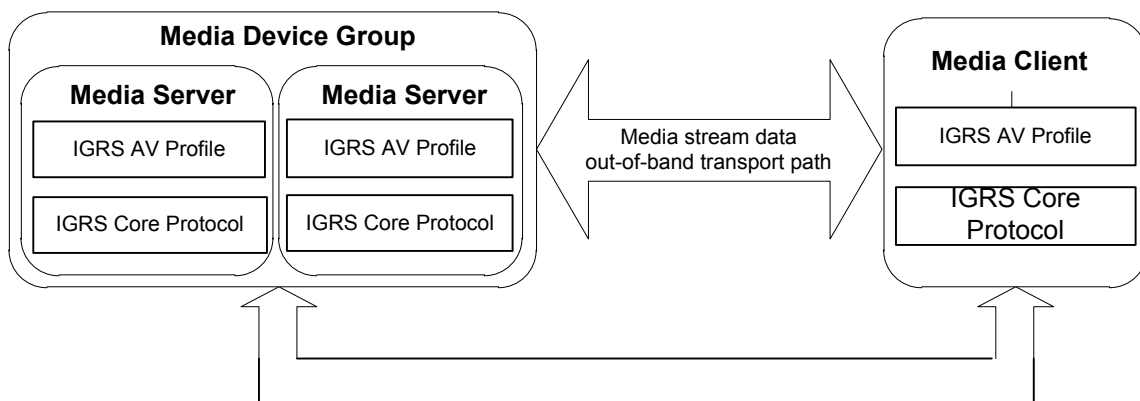 Media Device Group
Media Server
IGRS AV Profile
IGRS Core Protocol
Media Server
IGRS AV Profile
IGRS Core Protocol
Media stream data
out-of-band transport path
Media Client
IGRS AV Profile
IGRS Core
Protocol